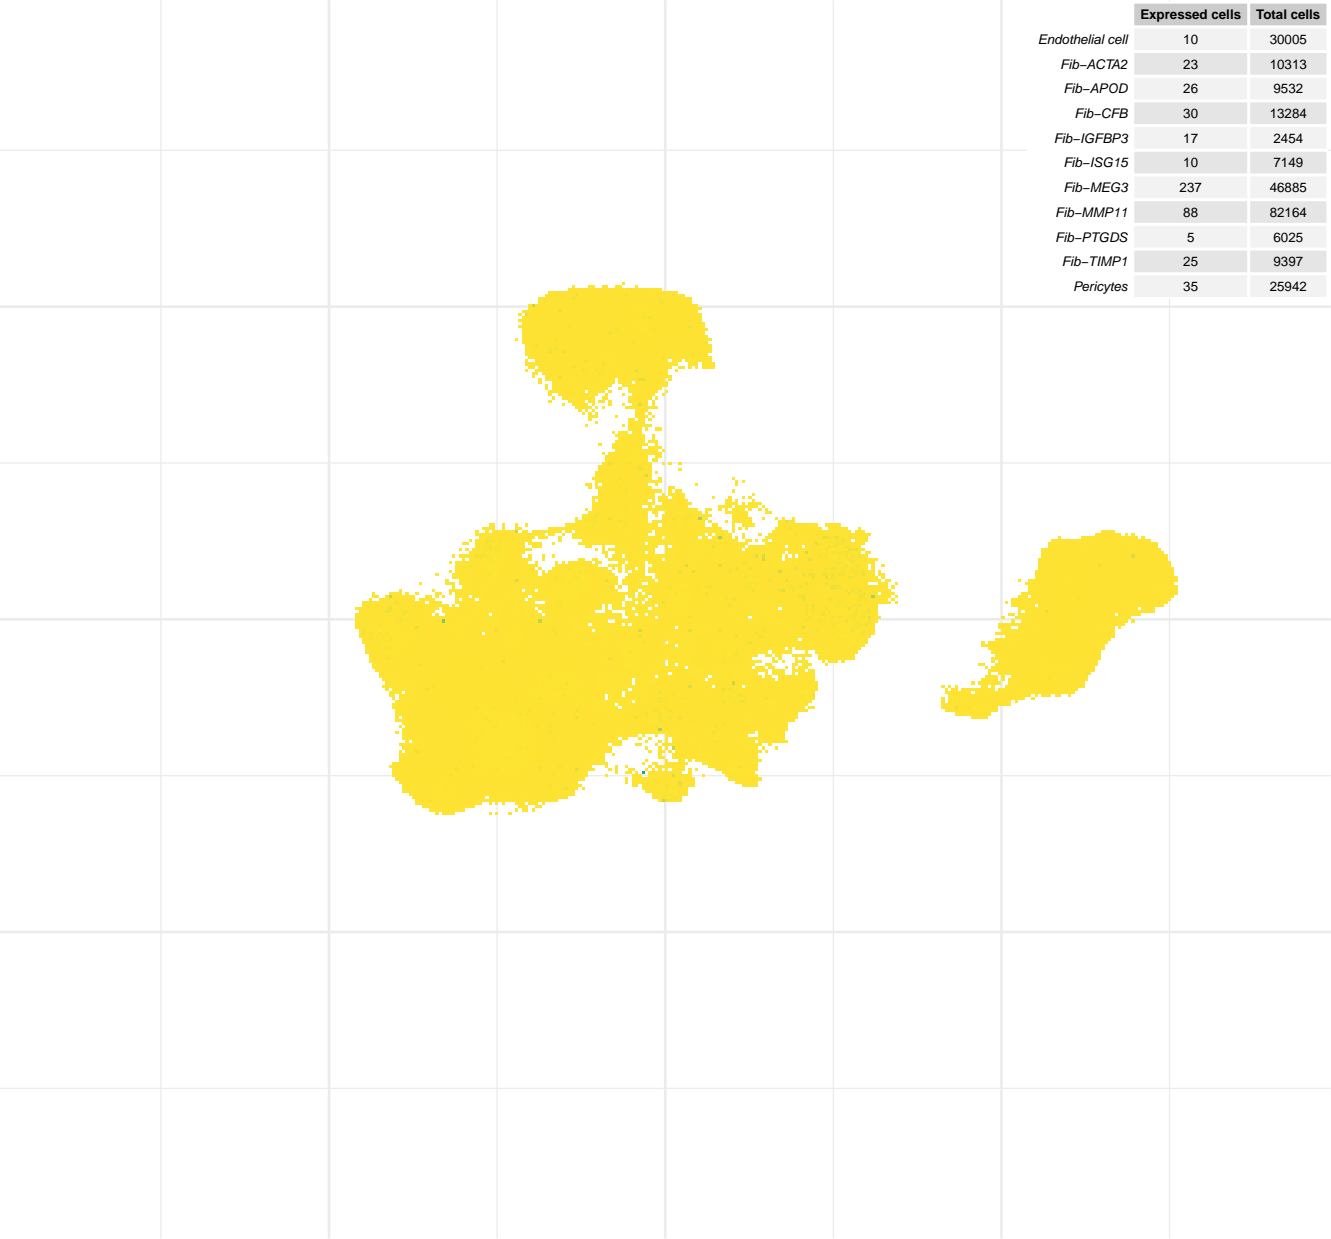 Expressed cells Total cells
Endothelial cell 10 30005
Fib−ACTA2 23 10313
Fib−APOD 26 9532
Fib−CFB 30 13284
Fib−IGFBP3 17 2454
Fib−ISG15 10 7149
Fib−MEG3 237 46885
Fib−MMP11 88 82164
Fib−PTGDS 5 6025
Fib−TIMP1 25 9397
Pericytes 35 25942